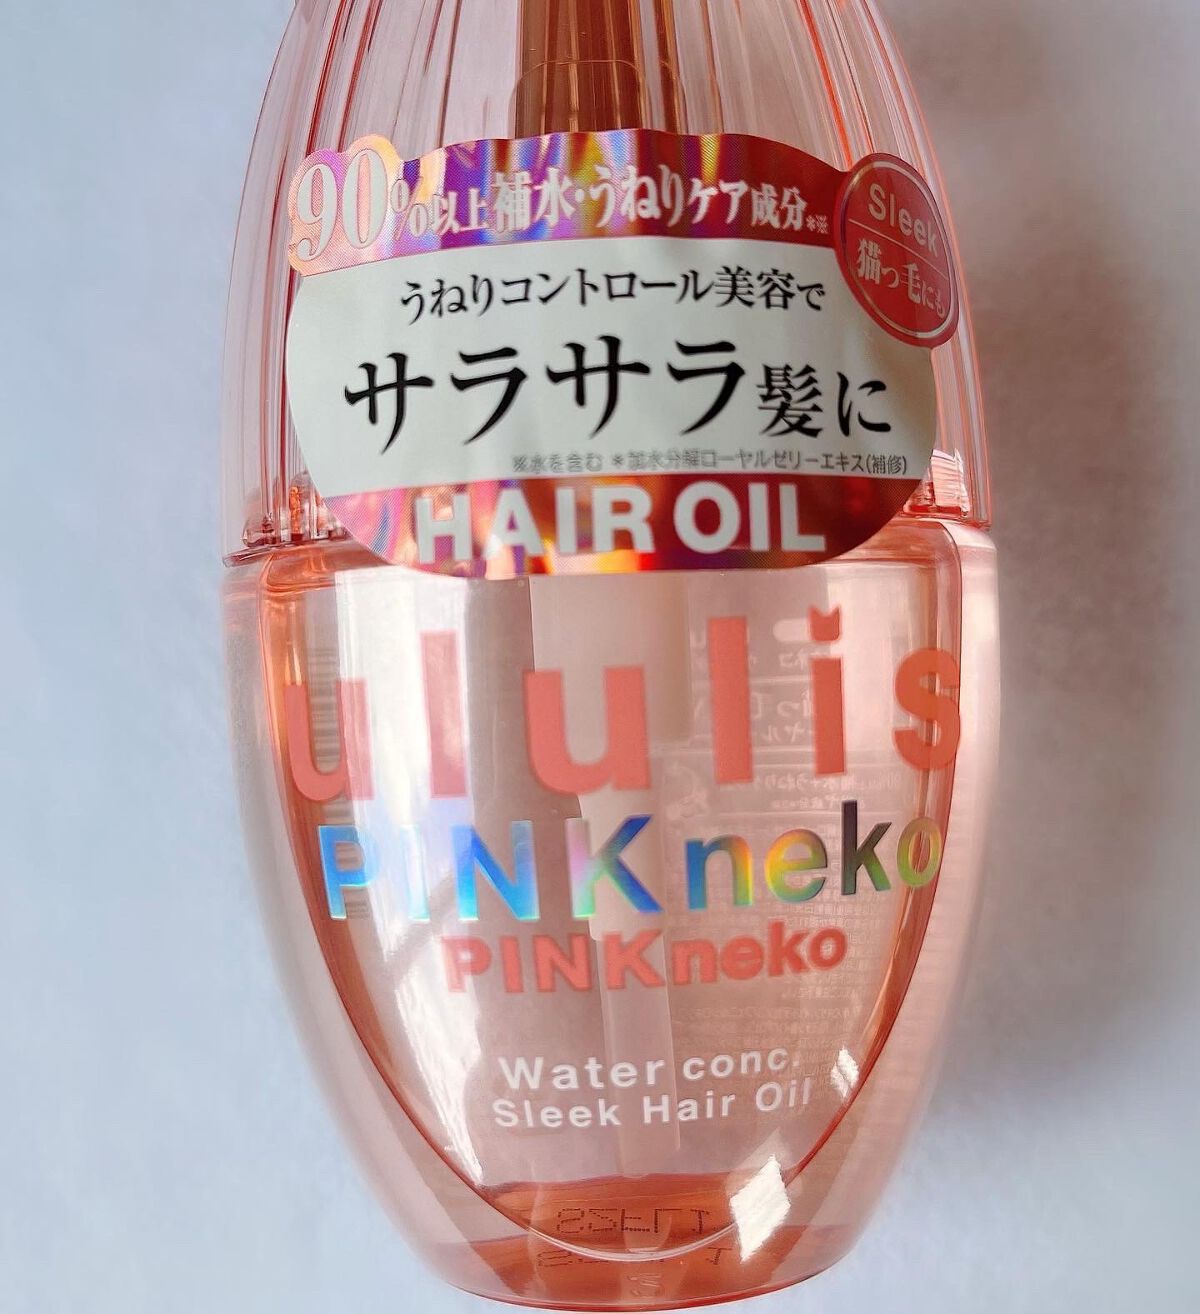 90%以上補水・うねりケア成分*※
Sleek
猫っ毛にも
うねりコントロール美容で
サラサラ髪に
※水を含む *加水分解ローヤルゼリーエキス(補修)
HAIR OIL
ululis
PINKneko
PINKneko
Water conc.
Sleek Hair Oil